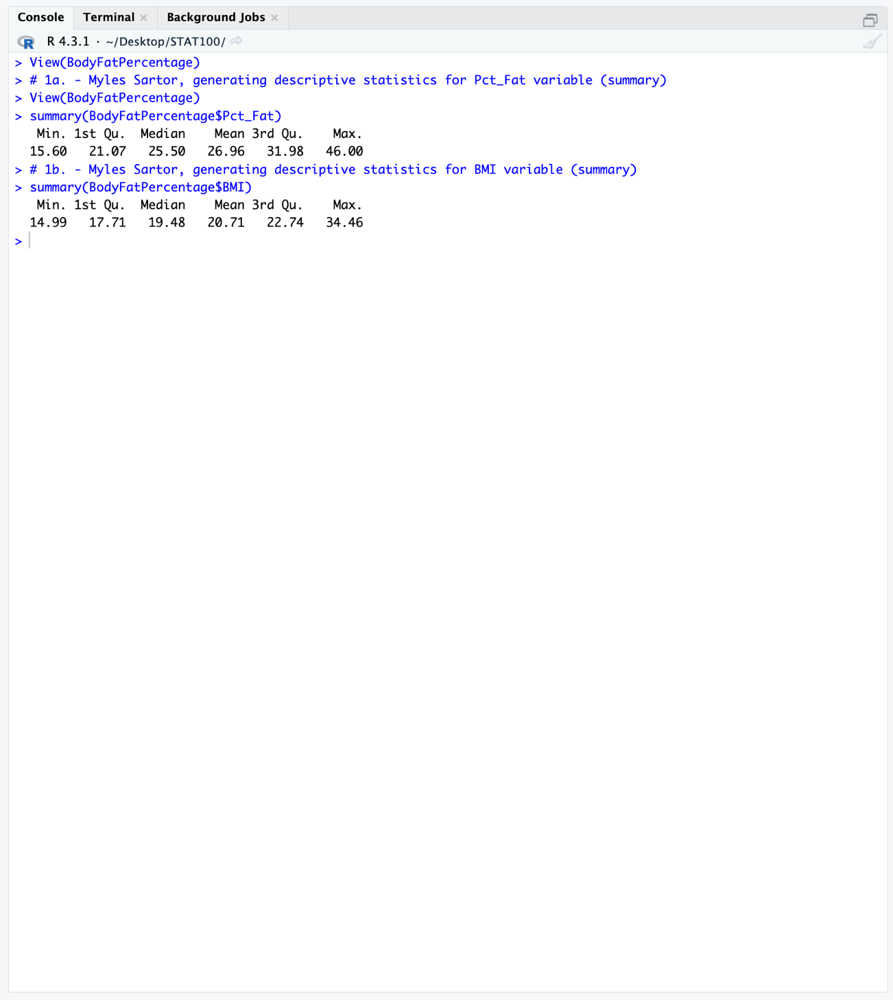 Console Terminal Background Jobs
R R 4.3.1 · ~/Desktop/STAT100/
> View(BodyFatPercentage)
> # 1a. - Myles Sartor, generating descriptive statistics for Pct_Fat variable (summary)
> View(BodyFatPercentage)
> summary(BodyFatPercentage$Pct_Fat)
   Min. 1st Qu.  Median    Mean 3rd Qu.    Max.
  15.60   21.07   25.50   26.96   31.98   46.00
> # 1b. - Myles Sartor, generating descriptive statistics for BMI variable (summary)
> summary(BodyFatPercentage$BMI)
   Min. 1st Qu.  Median    Mean 3rd Qu.    Max.
  14.99   17.71   19.48   20.71   22.74   34.46
>